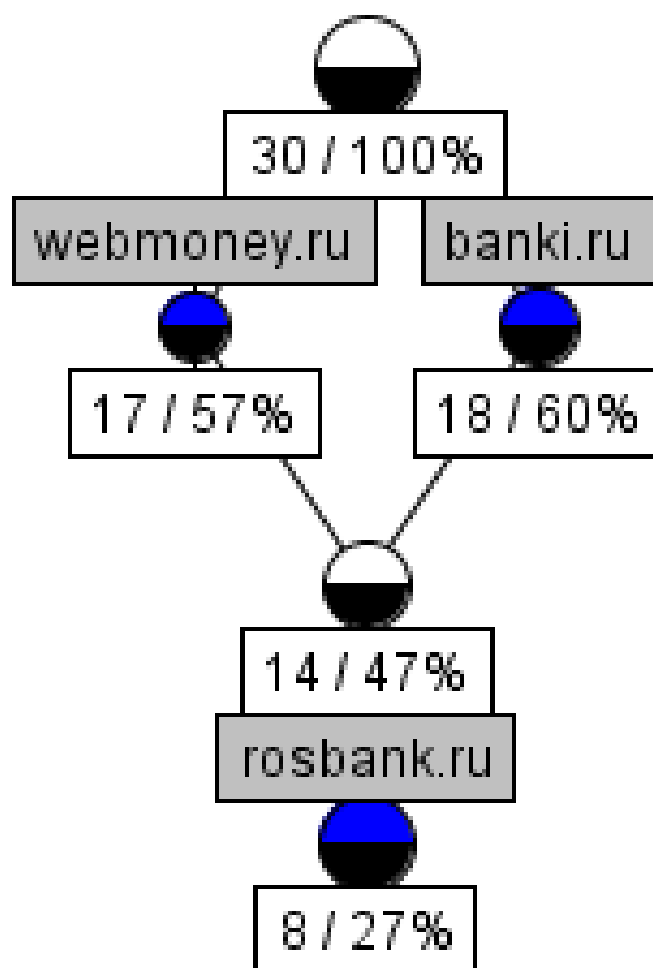 30 / 100%
webmoney.ru
banki.ru
17 / 57%
18 / 60%
14 / 47%
rosbank.ru
8 / 27%